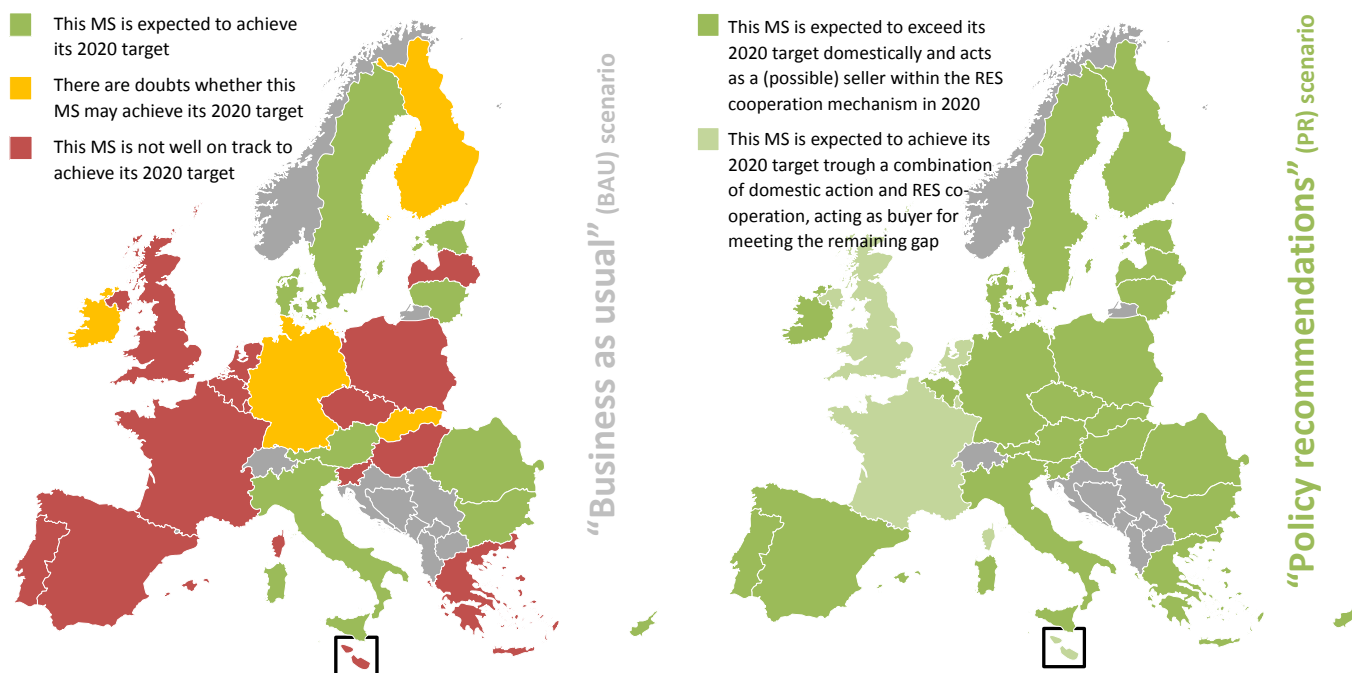 This MS is expected to achieve
its 2020 target
There are doubts whether this
MS may achieve its 2020 target
This MS is not well on track to
achieve its 2020 target
“Business as usual” (BAU) scenario
This MS is expected to exceed its
2020 target domestically and acts
as a (possible) seller within the RES
cooperation mechanism in 2020
This MS is expected to achieve its
2020 target trough a combination
of domestic action and RES co-
operation, acting as buyer for
meeting the remaining gap
“Policy recommendations” (PR) scenario